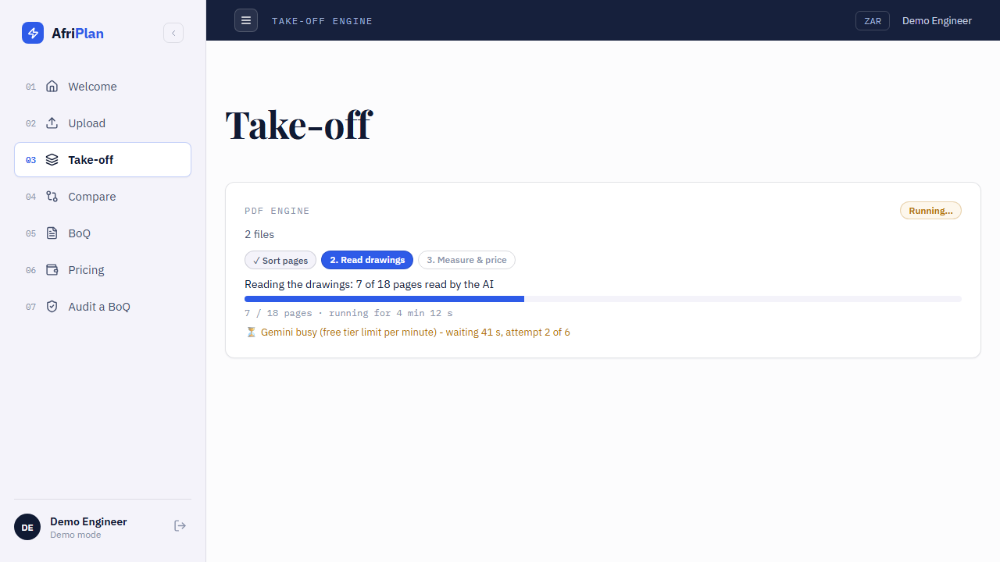 AfriPlan
TAKE-OFF ENGINE
ZAR
Demo Engineer
01 Welcome
02 Upload
03 Take-off
04 Compare
05 BoQ
06 Pricing
07 Audit a BoQ
DE
Demo Engineer
Demo mode
Take-off
PDF ENGINE
Running...
2 files
✓ Sort pages
2. Read drawings
3. Measure & price
Reading the drawings: 7 of 18 pages read by the AI
7 / 18 pages · running for 4 min 12 s
⏳ Gemini busy (free tier limit per minute) - waiting 41 s, attempt 2 of 6